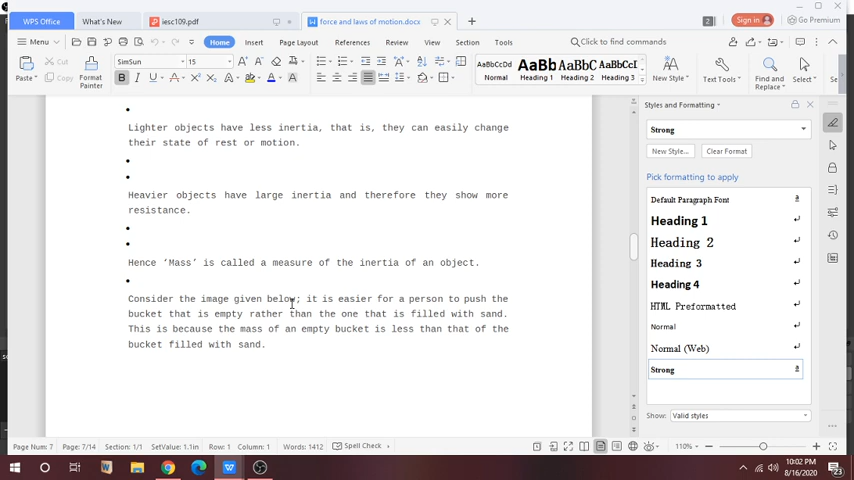 WPS Office What's New iesc109.pdf force and laws of motion.docx + 2 Sign in Go Premium
Menu Home Insert Page Layout References Review View Section Tools Click to find commands
Paste Cut Copy Format Painter SimSun 15 AaBbCcDd Normal AaBb Heading 1 AaBbC Heading 2 AaBbCcI Heading 3 New Style... Text Tools Find and Replace Select
Styles and Formatting
Strong
New Style... Clear Format
Pick formatting to apply
Default Paragraph Font
Heading 1
Heading 2
Heading 3
Heading 4
HTML Preformatted
Normal
Normal (Web)
Strong
Show: Valid styles
Lighter objects have less inertia, that is, they can easily change
their state of rest or motion.
Heavier objects have large inertia and therefore they show more
resistance.
Hence ‘Mass’ is called a measure of the inertia of an object.
Consider the image given below; it is easier for a person to push the
bucket that is empty rather than the one that is filled with sand.
This is because the mass of an empty bucket is less than that of the
bucket filled with sand.
Page Num: 7 Page: 7/14 Section: 1/1 SetValue: 1.1in Row: 1 Column: 1 Words: 1412 Spell Check 110%
10:02 PM
8/16/2020
23